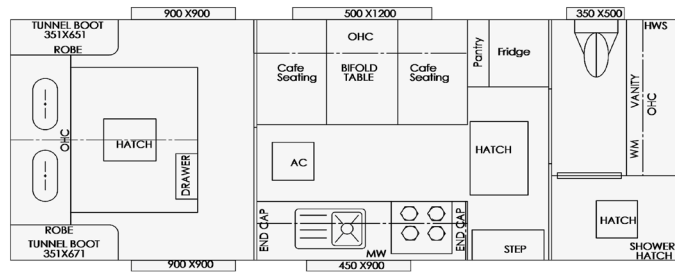 900 X900
500 X1200
350 X500
TUNNEL BOOT
351X651
ROBE
OHC
HWS
Cafe
Seating
BIFOLD
TABLE
Cafe
Seating
Pantry
Fridge
VANITY
OHC
WM
OHC
HATCH
DRAWER
AC
HATCH
HATCH
ROBE
TUNNEL BOOT
351X671
END CAP
MW
END CAP
STEP
SHOWER
HATCH
900 X900
450 X900